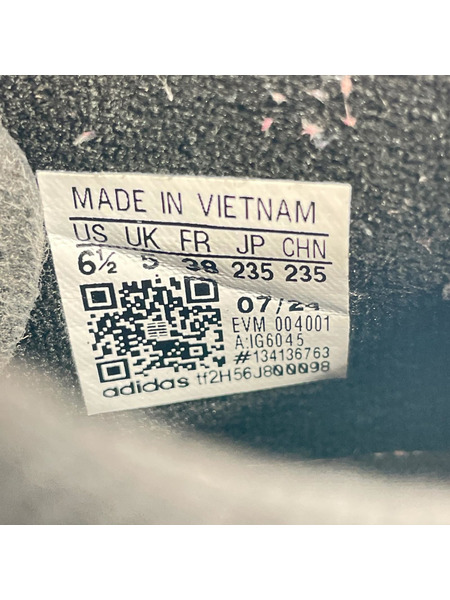 MADE IN VIETNAM
US UK FR JP CHN
6½ 5 38 235 235
07/24
EVM 004001
A:IG6045
#134136763
adidas tf2H56J800098